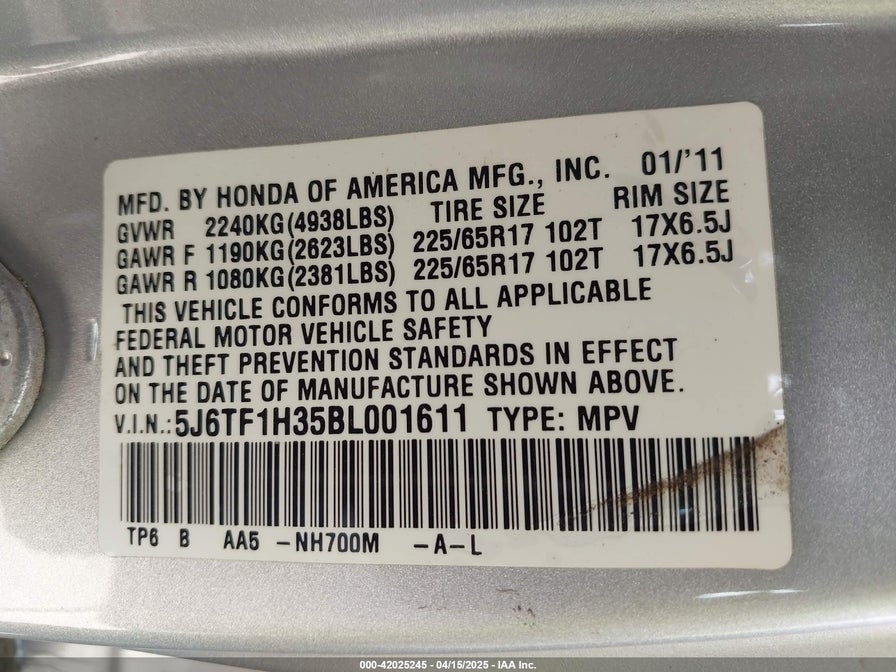 MFD. BY HONDA OF AMERICA MFG., INC. 01/'11
GVWR 2240KG(4938LBS) TIRE SIZE RIM SIZE
GAWR F 1190KG(2623LBS) 225/65R17 102T 17X6.5J
GAWR R 1080KG(2381LBS) 225/65R17 102T 17X6.5J
THIS VEHICLE CONFORMS TO ALL APPLICABLE
FEDERAL MOTOR VEHICLE SAFETY
AND THEFT PREVENTION STANDARDS IN EFFECT
ON THE DATE OF MANUFACTURE SHOWN ABOVE.
V.I.N.:5J6TF1H35BL001611 TYPE: MPV
TP6 B AA5 -NH700M -A-L
000-42025245 - 04/15/2025 - IAA Inc.